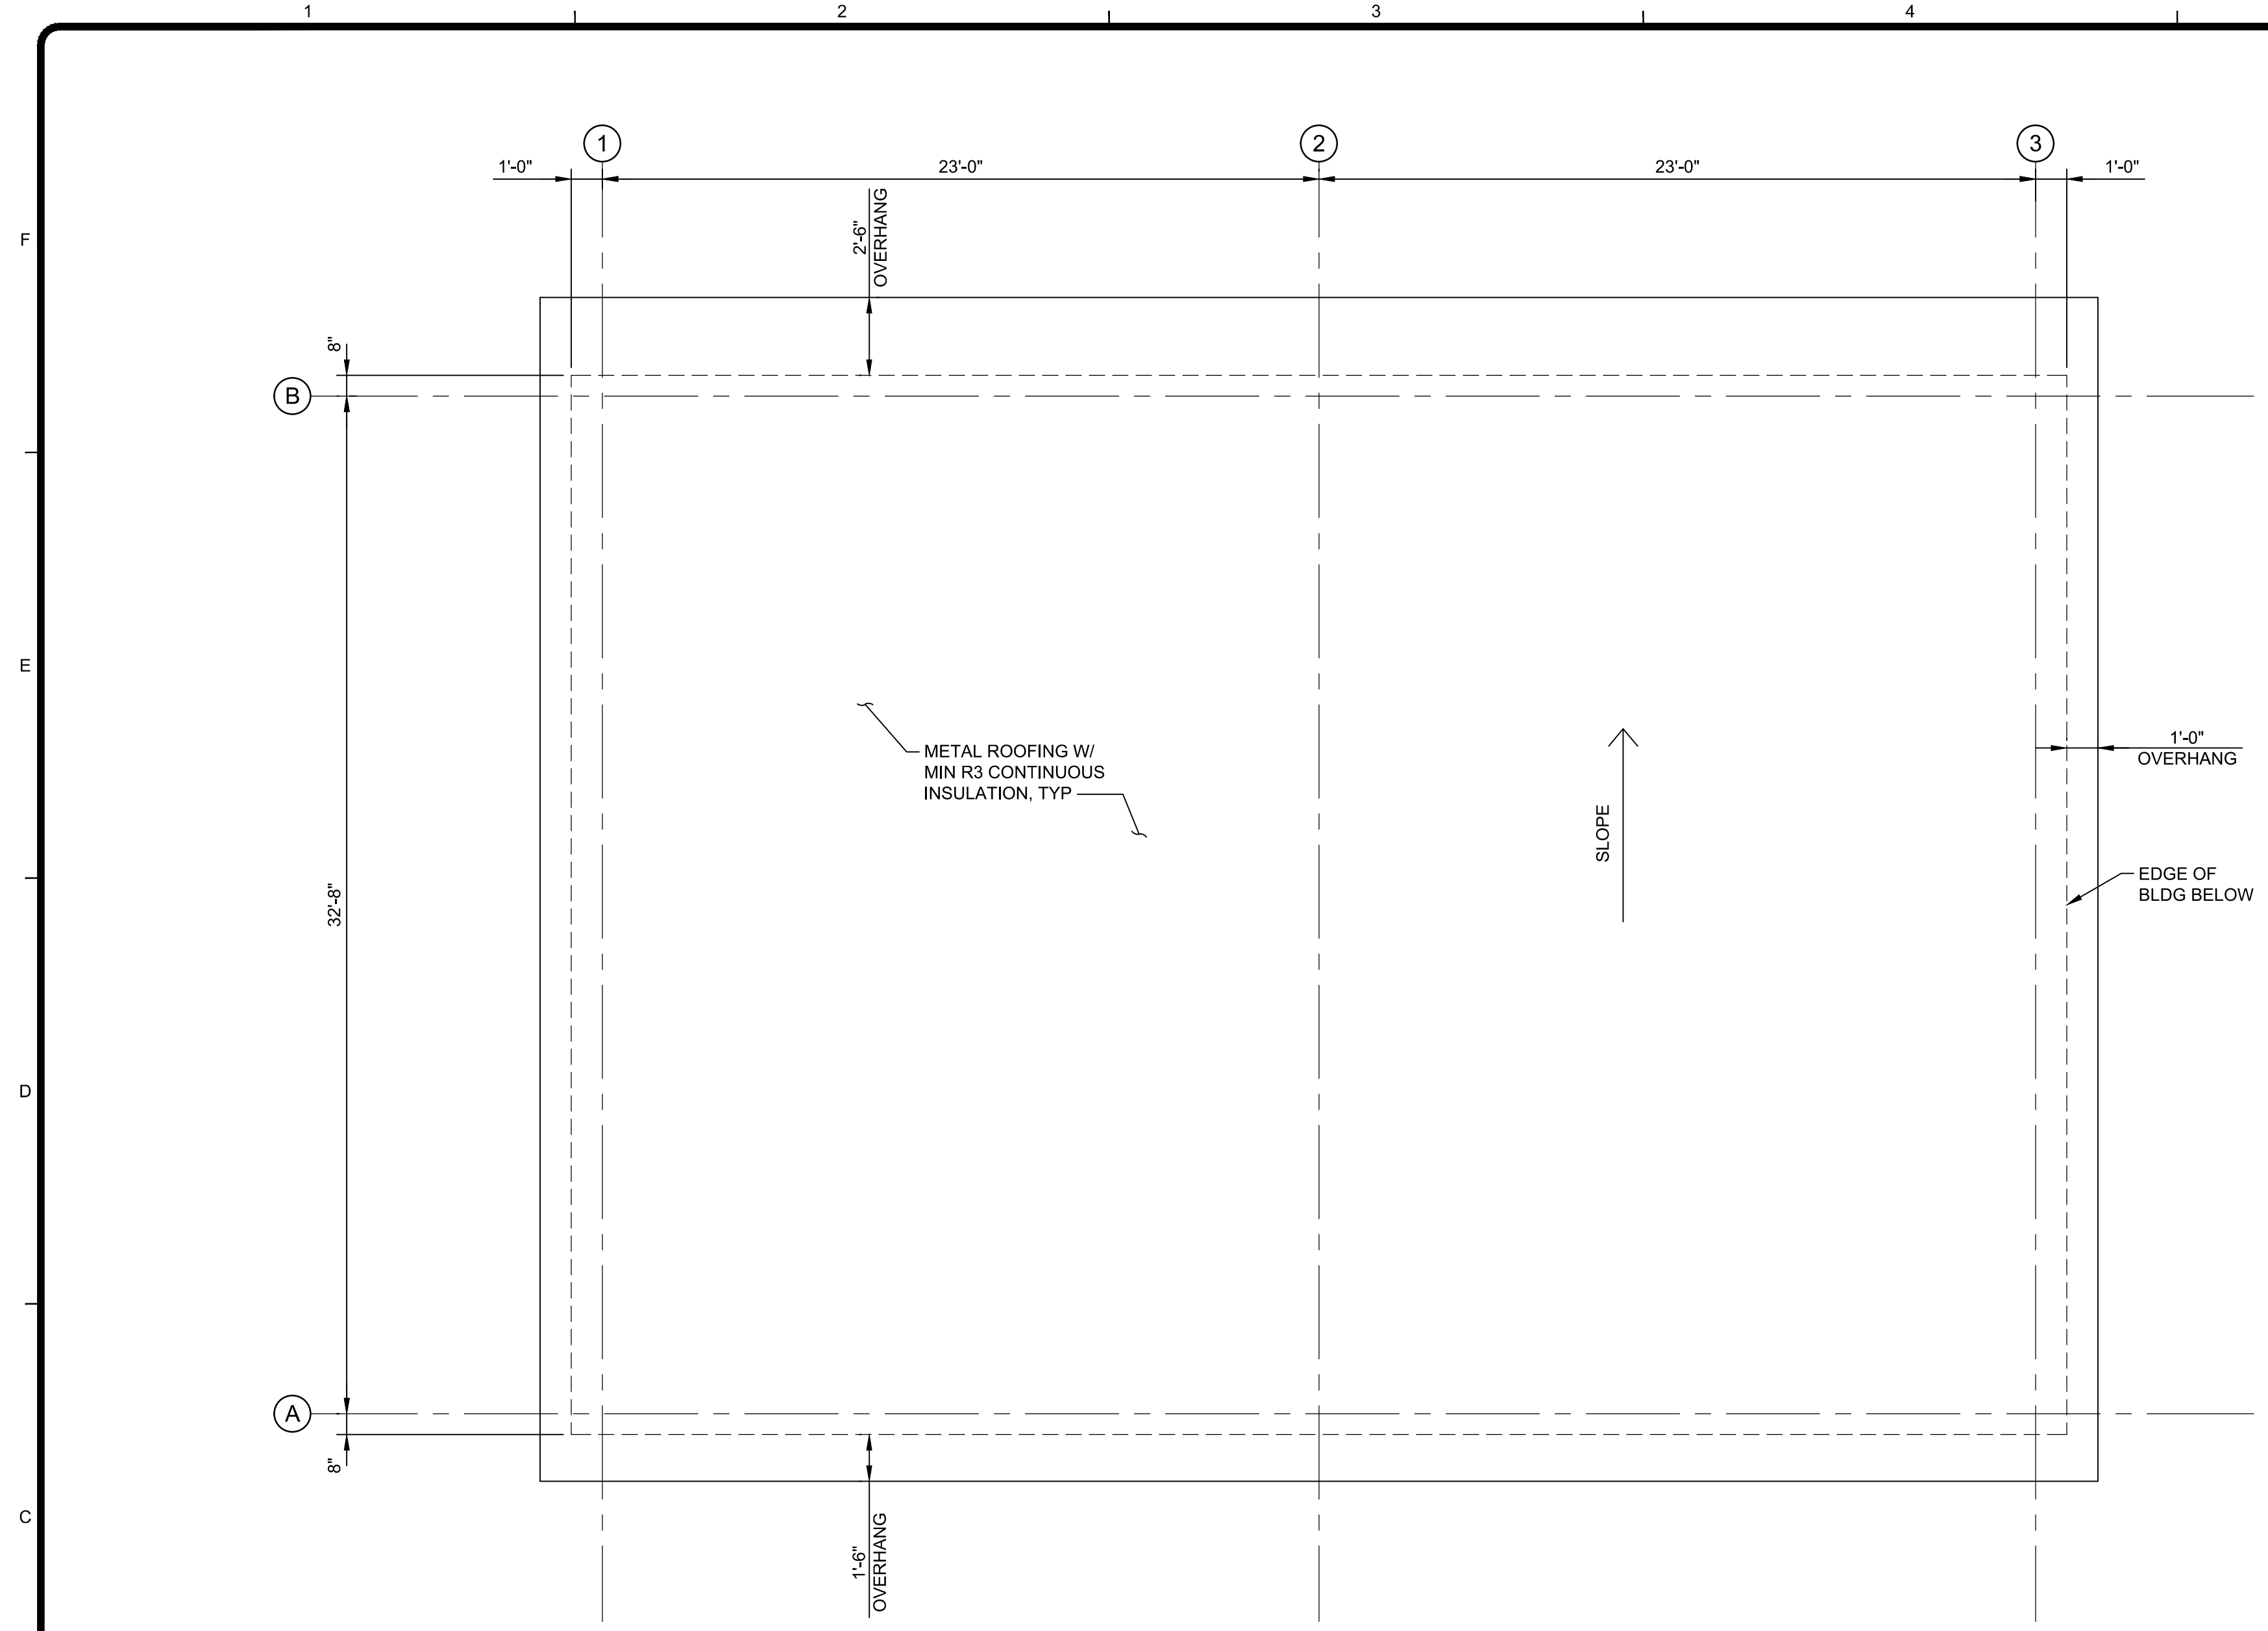 1
2
3
4
1
2
3
1'-0"
23'-0"
23'-0"
1'-0"
F
2'-6"
OVERHANG
8"
B
E
METAL ROOFING W/
MIN R3 CONTINUOUS
INSULATION, TYP
SLOPE
1'-0"
OVERHANG
EDGE OF
BLDG BELOW
32'-8"
D
A
8"
C
1'-6"
OVERHANG